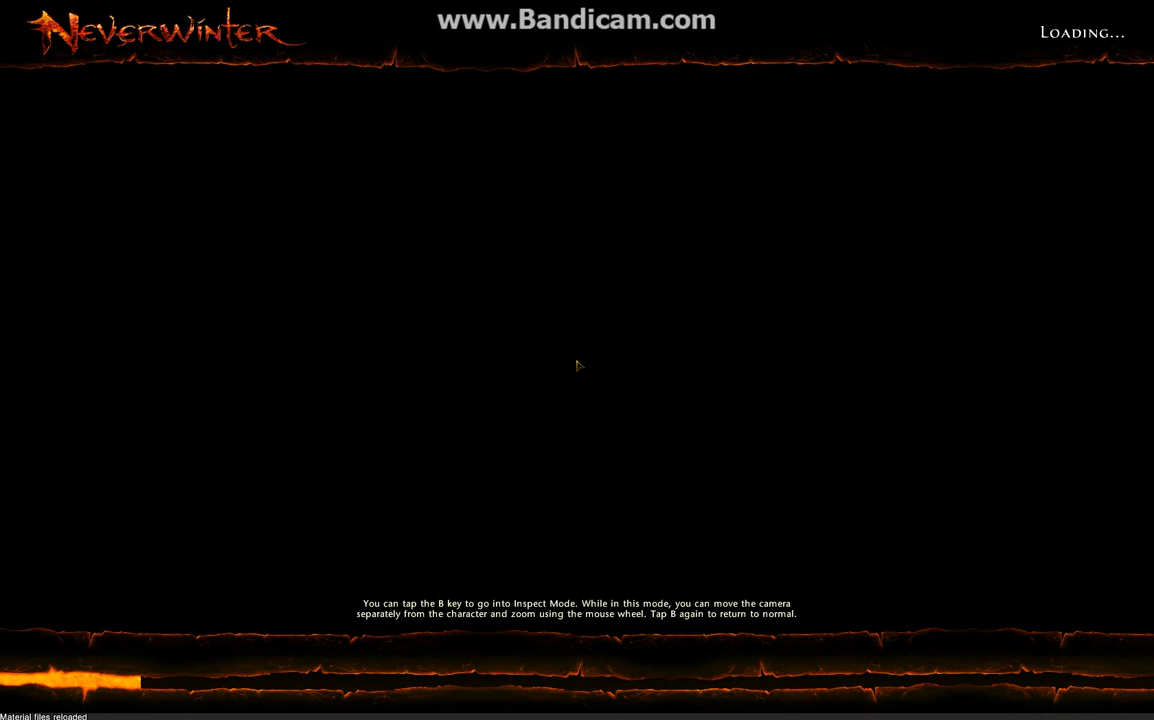 NEVERWINTER
www.Bandicam.com
LOADING...
You can tap the B key to go into Inspect Mode. While in this mode, you can move the camera
separately from the character and zoom using the mouse wheel. Tap B again to return to normal.
Material files reloaded